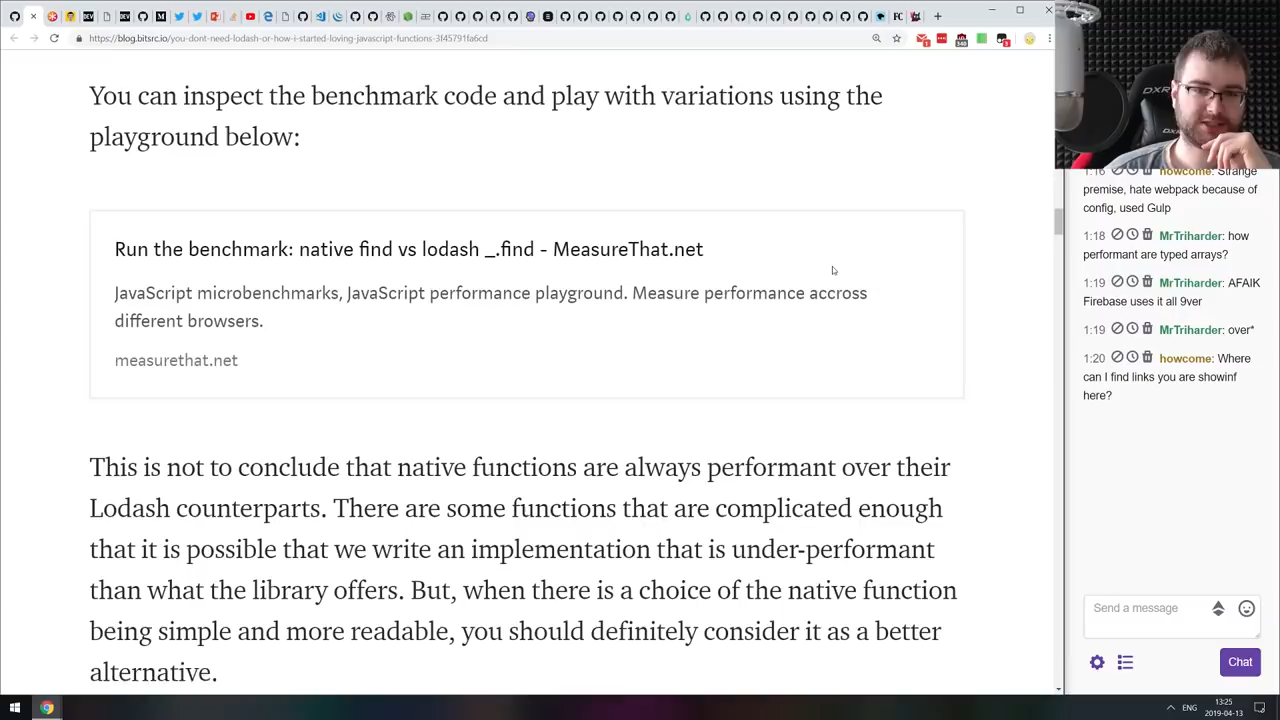 DEV
DEV
FC
https://blog.bitsrc.io/you-dont-need-lodash-or-how-i-started-loving-javascript-functions-3f45791fa6cd
You can inspect the benchmark code and play with variations using the
playground below:
Run the benchmark: native find vs lodash _.find - MeasureThat.net
JavaScript microbenchmarks, JavaScript performance playground. Measure performance accross
different browsers.
measurethat.net
This is not to conclude that native functions are always performant over their
Lodash counterparts. There are some functions that are complicated enough
that it is possible that we write an implementation that is under-performant
than what the library offers. But, when there is a choice of the native function
being simple and more readable, you should definitely consider it as a better
alternative.
DXR
1:16 howcome: Strange
premise, hate webpack because of
config, used Gulp
1:18 MrTriharder: how
performant are typed arrays?
1:19 MrTriharder: AFAIK
Firebase uses it all 9ver
1:19 MrTriharder: over*
1:20 howcome: Where
can I find links you are showinf
here?
Send a message
Chat
ENG
13:25
2019-04-13